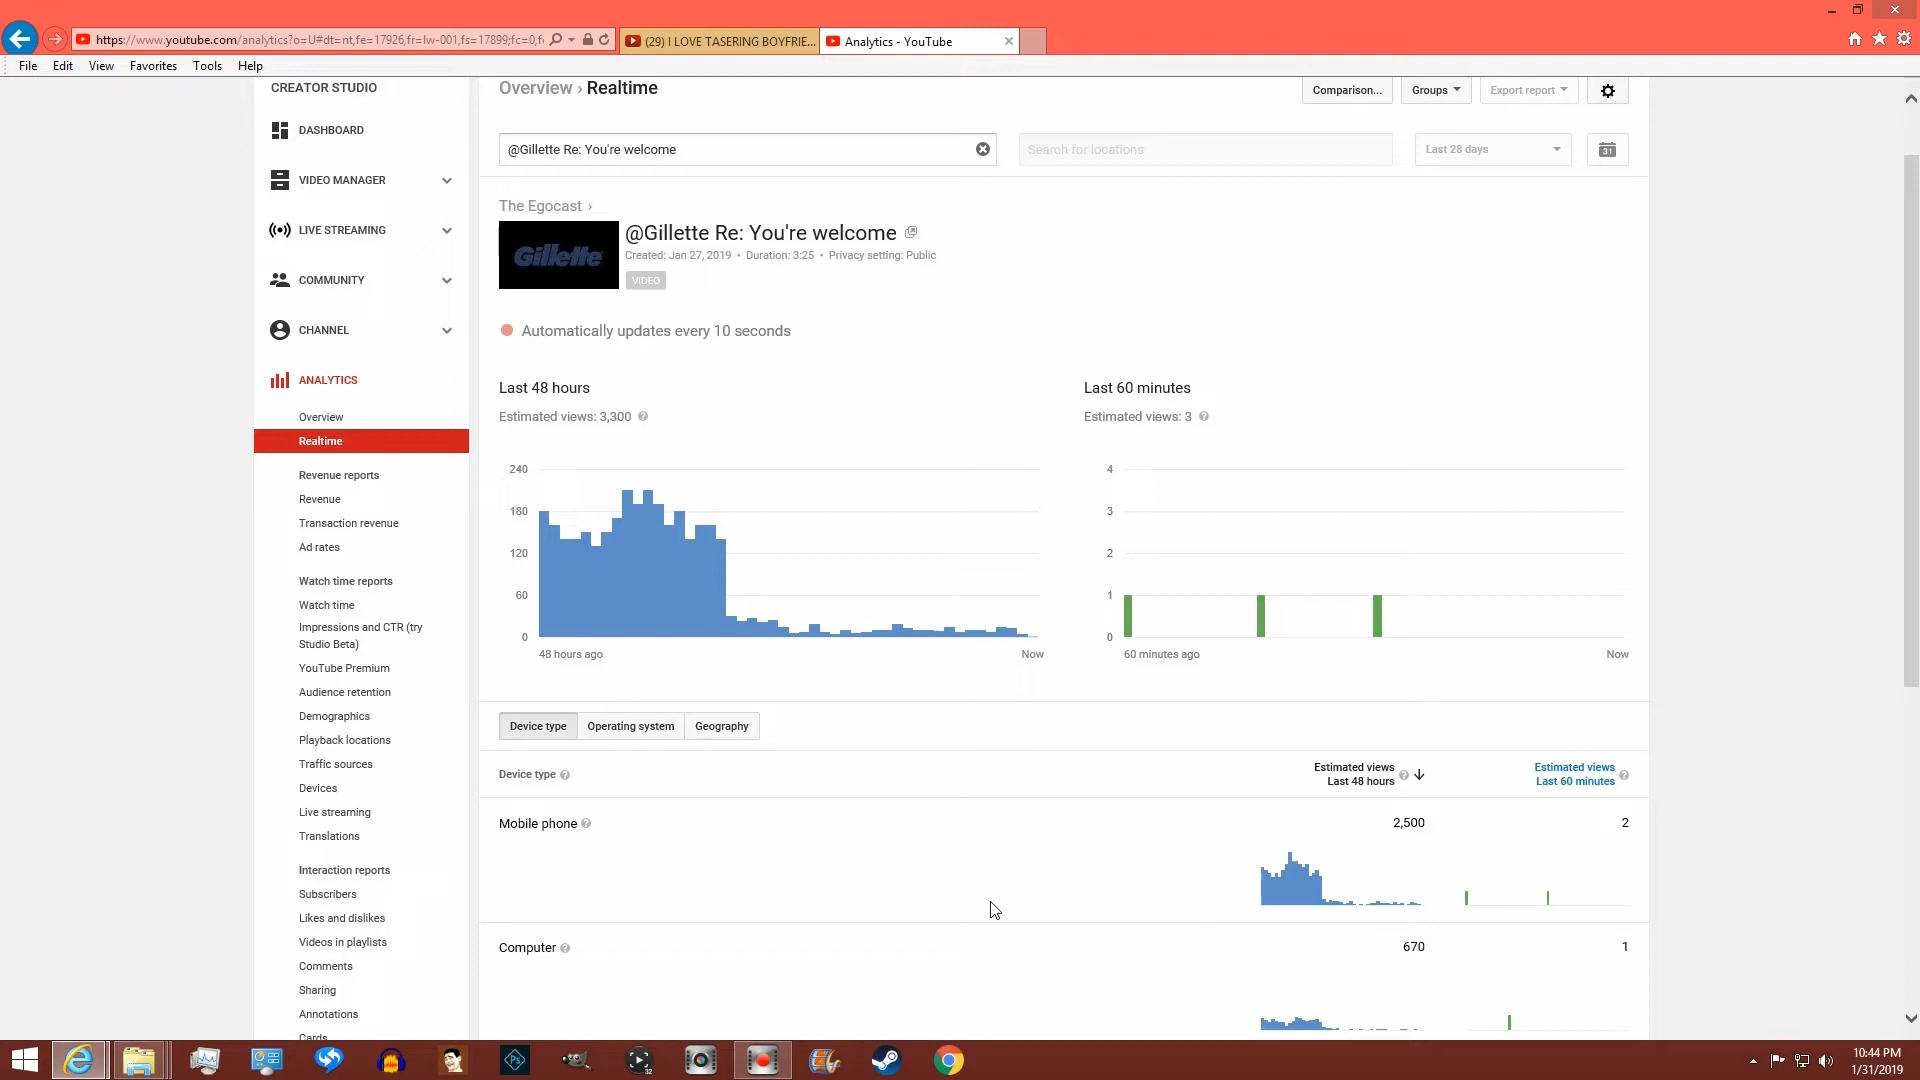 https://www.youtube.com/analytics?o=U#dt=nt,fe=17926,fr=lw-001,fs=17899;fc=0,f
(29) I LOVE TASERING BOYFRIE...
Analytics - YouTube
File Edit View Favorites Tools Help
CREATOR STUDIO
DASHBOARD
VIDEO MANAGER
LIVE STREAMING
COMMUNITY
CHANNEL
ANALYTICS
Overview
Realtime
Revenue reports
Revenue
Transaction revenue
Ad rates
Watch time reports
Watch time
Impressions and CTR (try
Studio Beta)
YouTube Premium
Audience retention
Demographics
Playback locations
Traffic sources
Devices
Live streaming
Translations
Interaction reports
Subscribers
Likes and dislikes
Videos in playlists
Comments
Sharing
Annotations
Cards
Overview › Realtime
Comparison... Groups Export report
@Gillette Re: You're welcome
Search for locations
Last 28 days
31
The Egocast ›
Gillette
@Gillette Re: You're welcome
Created: Jan 27, 2019 • Duration: 3:25 • Privacy setting: Public
VIDEO
Automatically updates every 10 seconds
Last 48 hours
Estimated views: 3,300
240
180
120
60
0
48 hours ago Now
Last 60 minutes
Estimated views: 3
4
3
2
1
0
60 minutes ago Now
Device type Operating system Geography
Device type
Estimated views
Last 48 hours
Estimated views
Last 60 minutes
Mobile phone 2,500 2
Computer 670 1
Ps
32
10:44 PM
1/31/2019